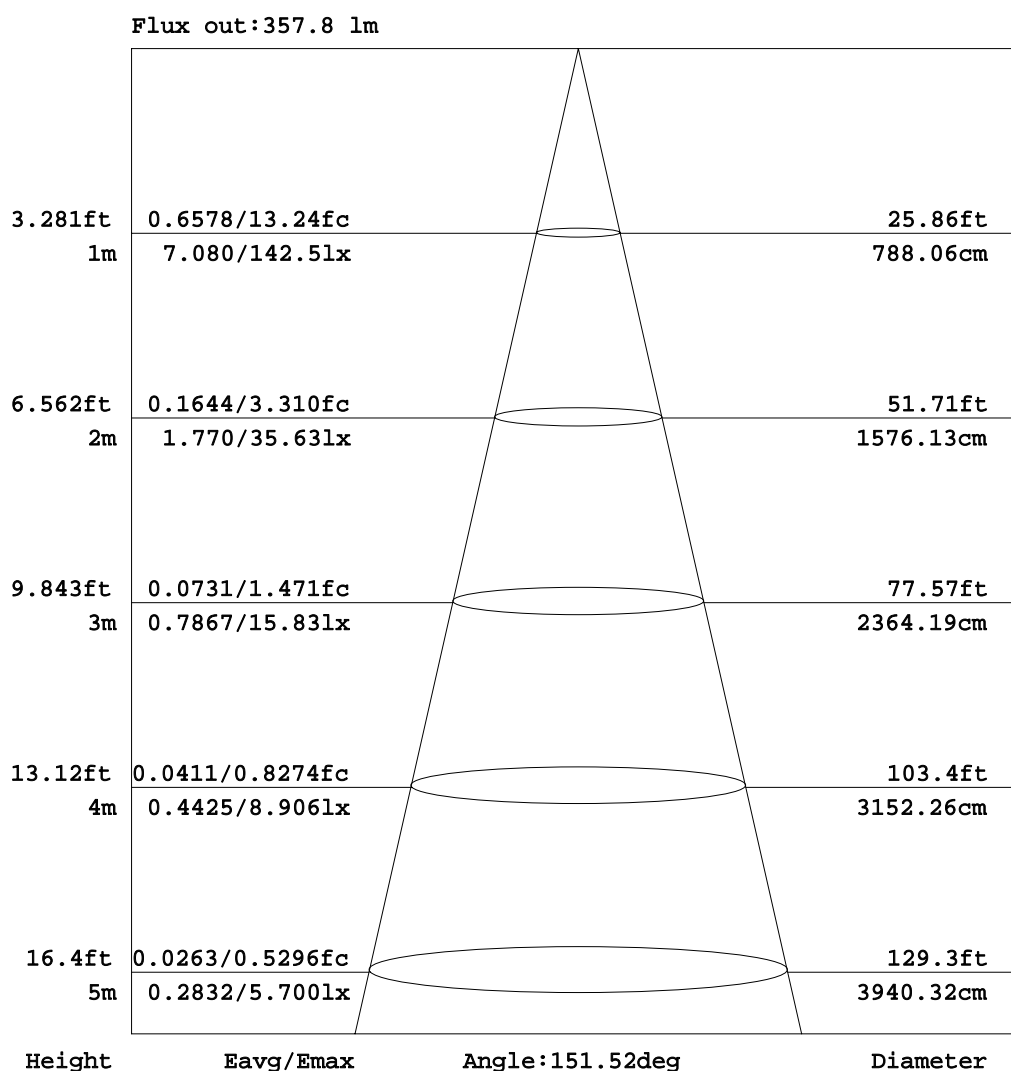 Flux out:357.8 lm
3.281ft 0.6578/13.24fc 25.86ft
1m 7.080/142.5lx 788.06cm
6.562ft 0.1644/3.310fc 51.71ft
2m 1.770/35.63lx 1576.13cm
9.843ft 0.0731/1.471fc 77.57ft
3m 0.7867/15.83lx 2364.19cm
13.12ft 0.0411/0.8274fc 103.4ft
4m 0.4425/8.906lx 3152.26cm
16.4ft 0.0263/0.5296fc 129.3ft
5m 0.2832/5.700lx 3940.32cm
Height Eavg/Emax Angle:151.52deg Diameter